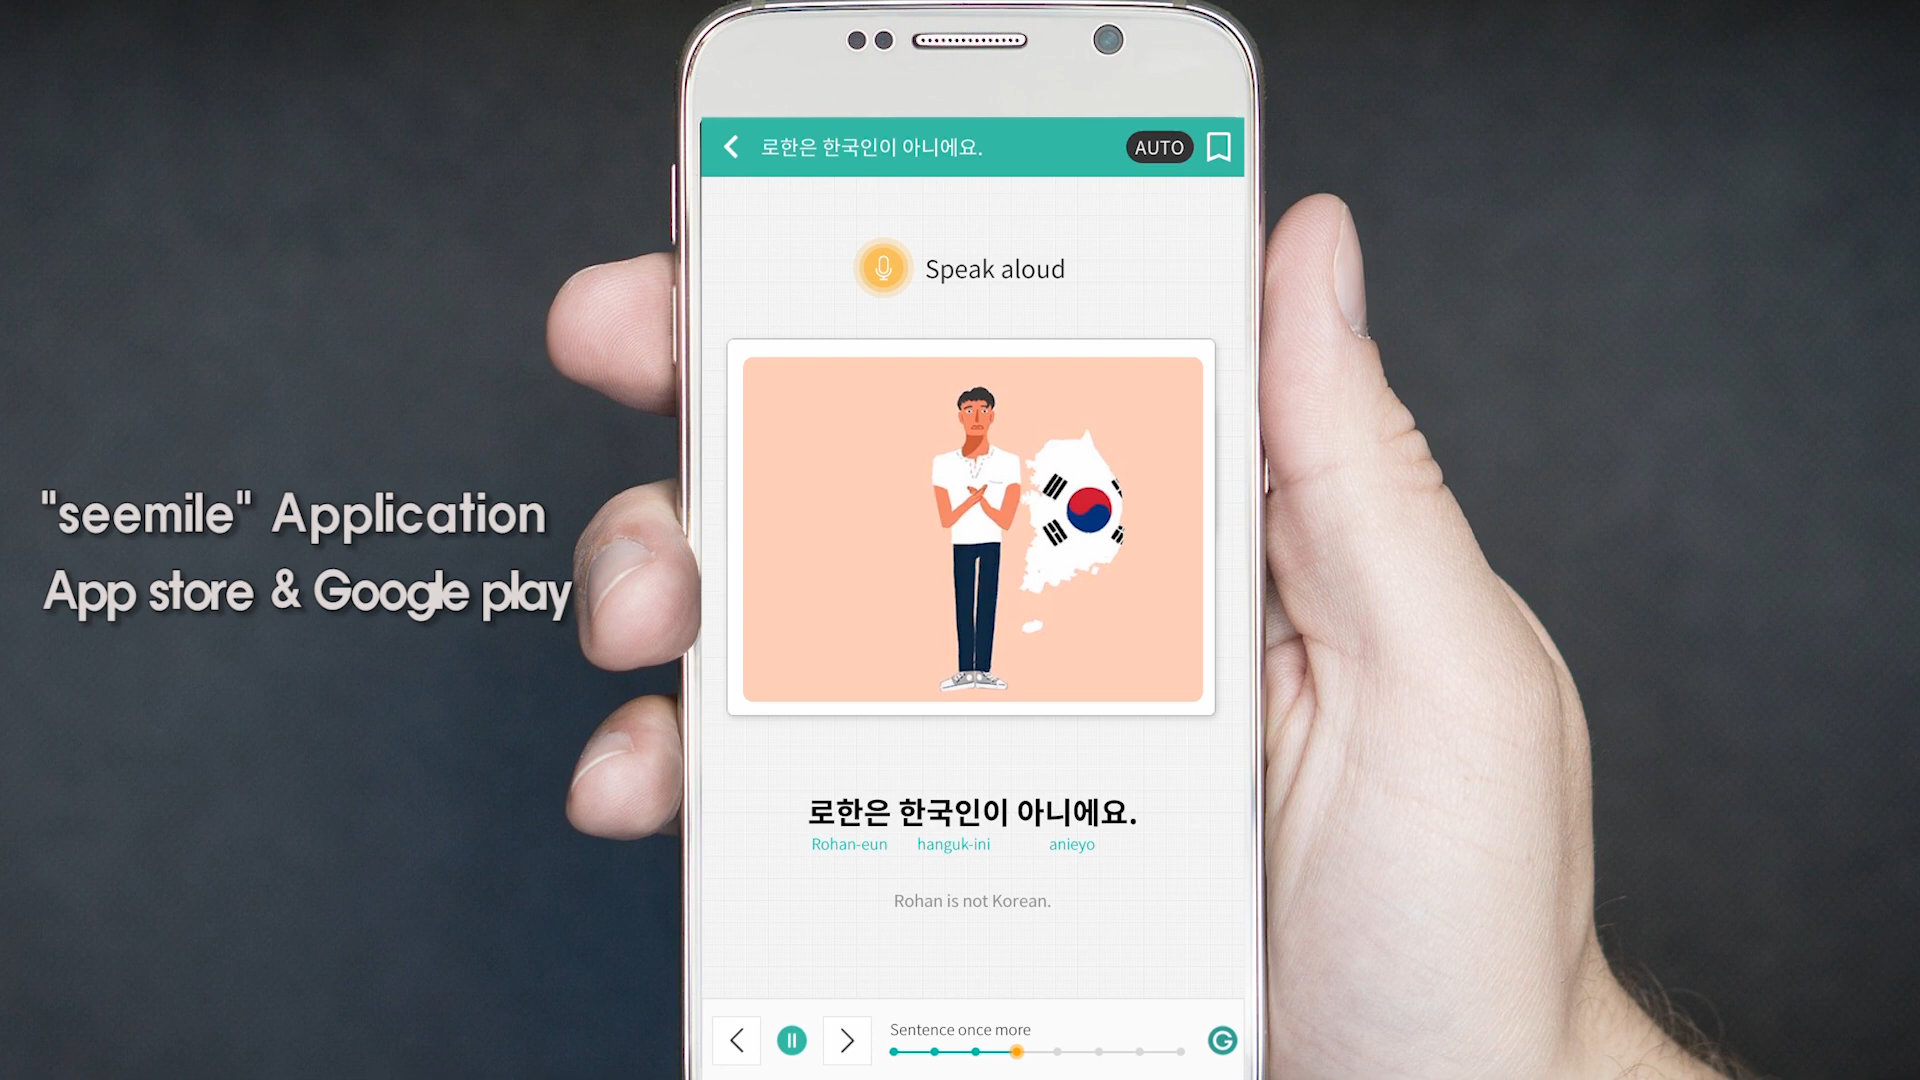 로한은 한국인이 아니에요.
AUTO
Speak aloud
"seemile" Application
App store & Google play
로한은 한국인이 아니에요.
Rohan-eun hanguk-ini anieyo
Rohan is not Korean.
Sentence once more
G